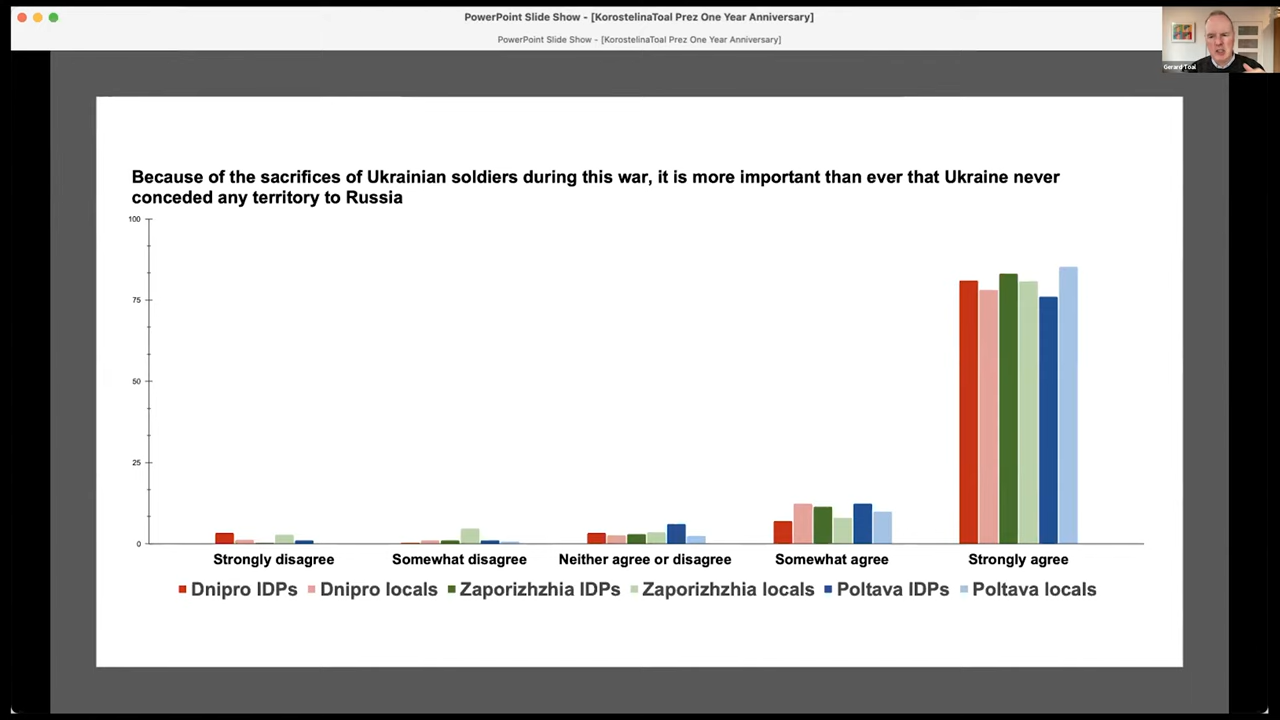 PowerPoint Slide Show - [KorostelinaToal Prez One Year Anniversary]
PowerPoint Slide Show - [KorostelinaToal Prez One Year Anniversary]
Gerard Toal
Because of the sacrifices of Ukrainian soldiers during this war, it is more important than ever that Ukraine never
conceded any territory to Russia
100
75
50
25
0
Strongly disagree Somewhat disagree Neither agree or disagree Somewhat agree Strongly agree
Dnipro IDPs Dnipro locals Zaporizhzhia IDPs Zaporizhzhia locals Poltava IDPs Poltava locals